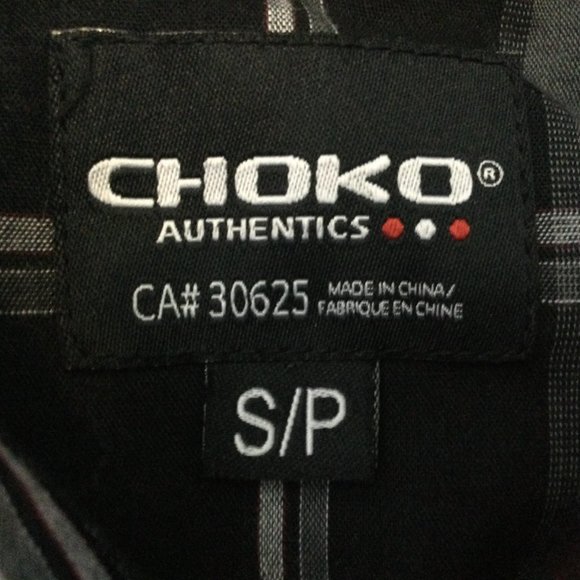 CHOKO®
AUTHENTICS
CA# 30625
MADE IN CHINA/
FABRIQUE EN CHINE
S/P